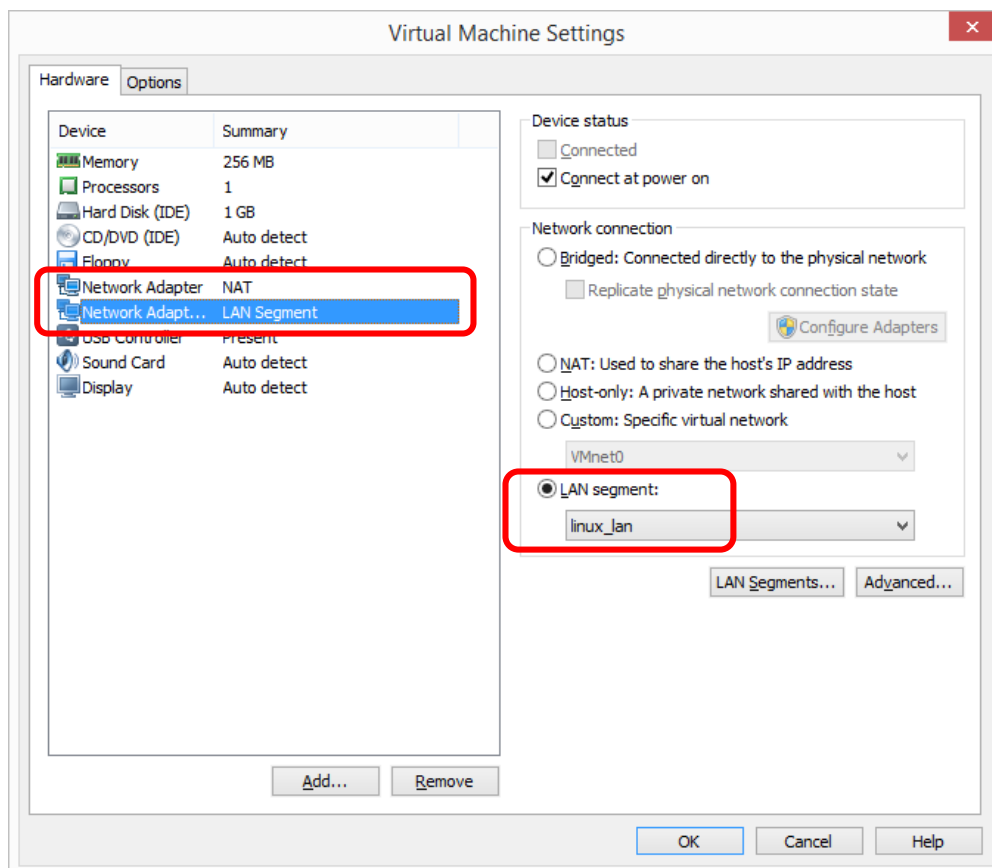 Virtual Machine Settings
Hardware
Options
Device Summary
Memory 256 MB
Processors 1
Hard Disk (IDE) 1 GB
CD/DVD (IDE) Auto detect
Floppy Auto detect
Network Adapter NAT
Network Adapt... LAN Segment
USB Controller Present
Sound Card Auto detect
Display Auto detect
Add...
Remove
Device status
Connected
Connect at power on
Network connection
Bridged: Connected directly to the physical network
Replicate physical network connection state
Configure Adapters
NAT: Used to share the host's IP address
Host-only: A private network shared with the host
Custom: Specific virtual network
VMnet0
LAN segment:
linux_lan
LAN Segments...
Advanced...
OK
Cancel
Help